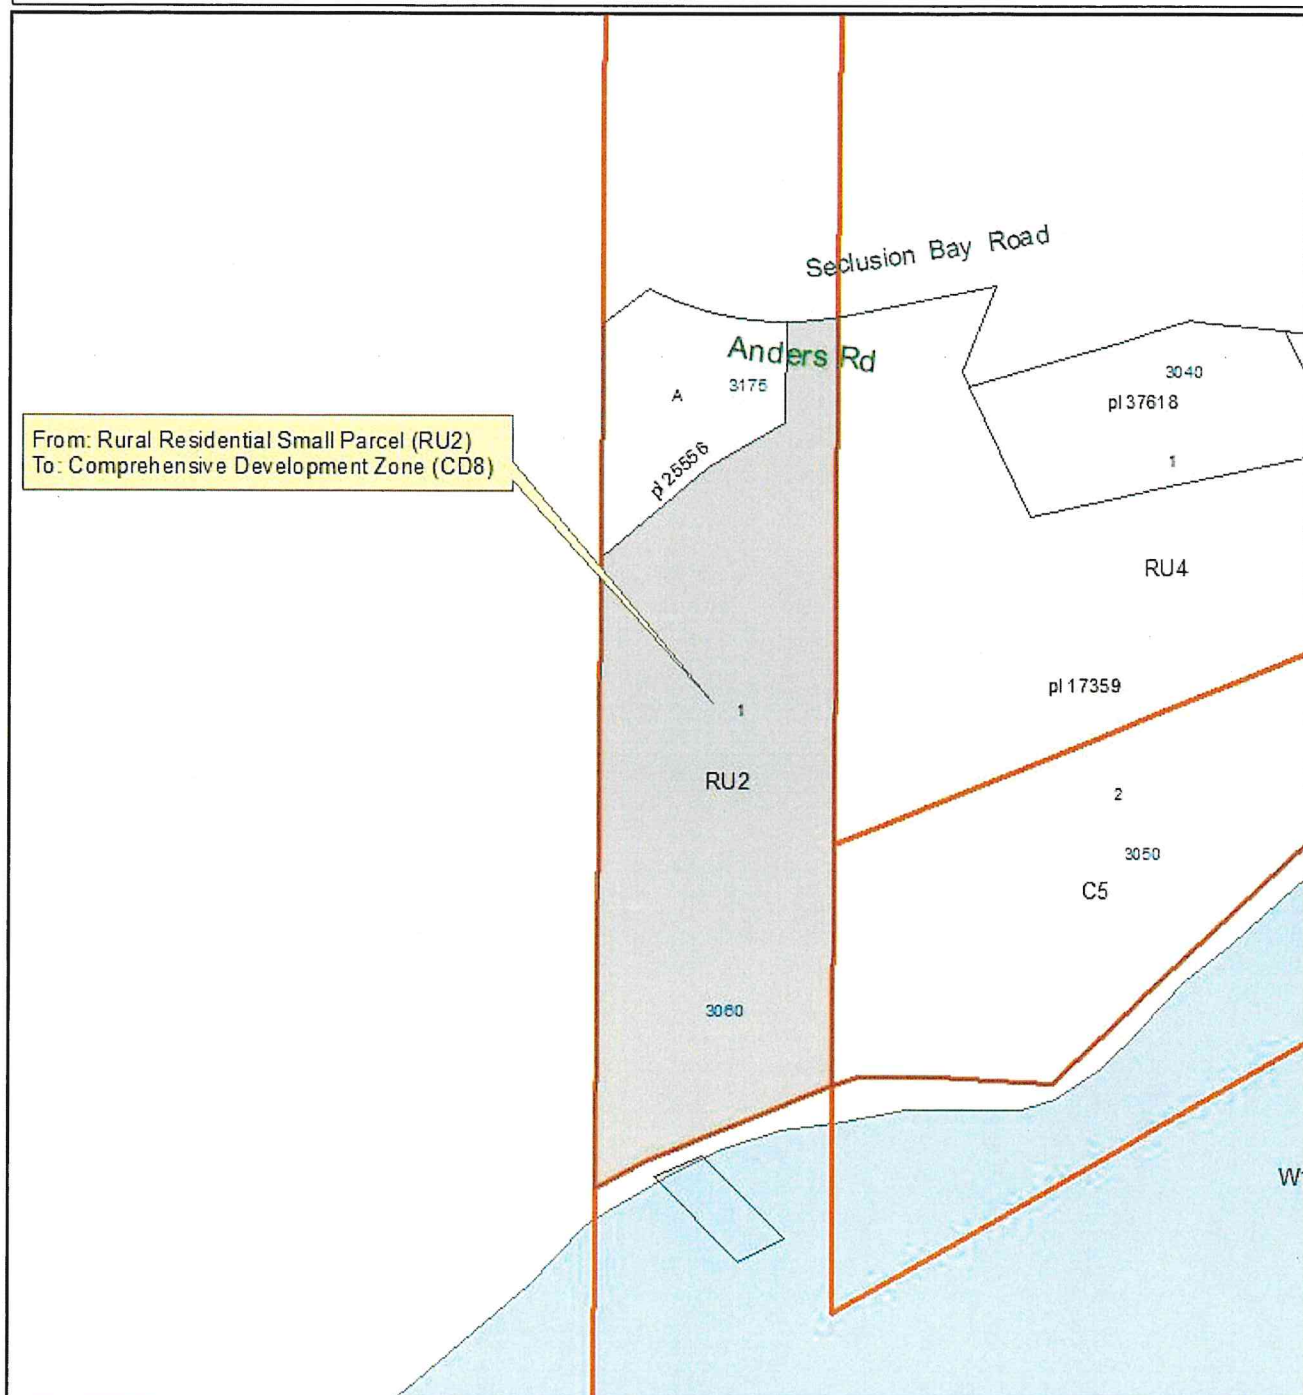 Seclusion Bay Road
Anders Rd
3175
A
pl 25556
3040
pl 37618
1
From: Rural Residential Small Parcel (RU2)
To: Comprehensive Development Zone (CD8)
RU4
pl 17359
1
RU2
2
3050
C5
3060